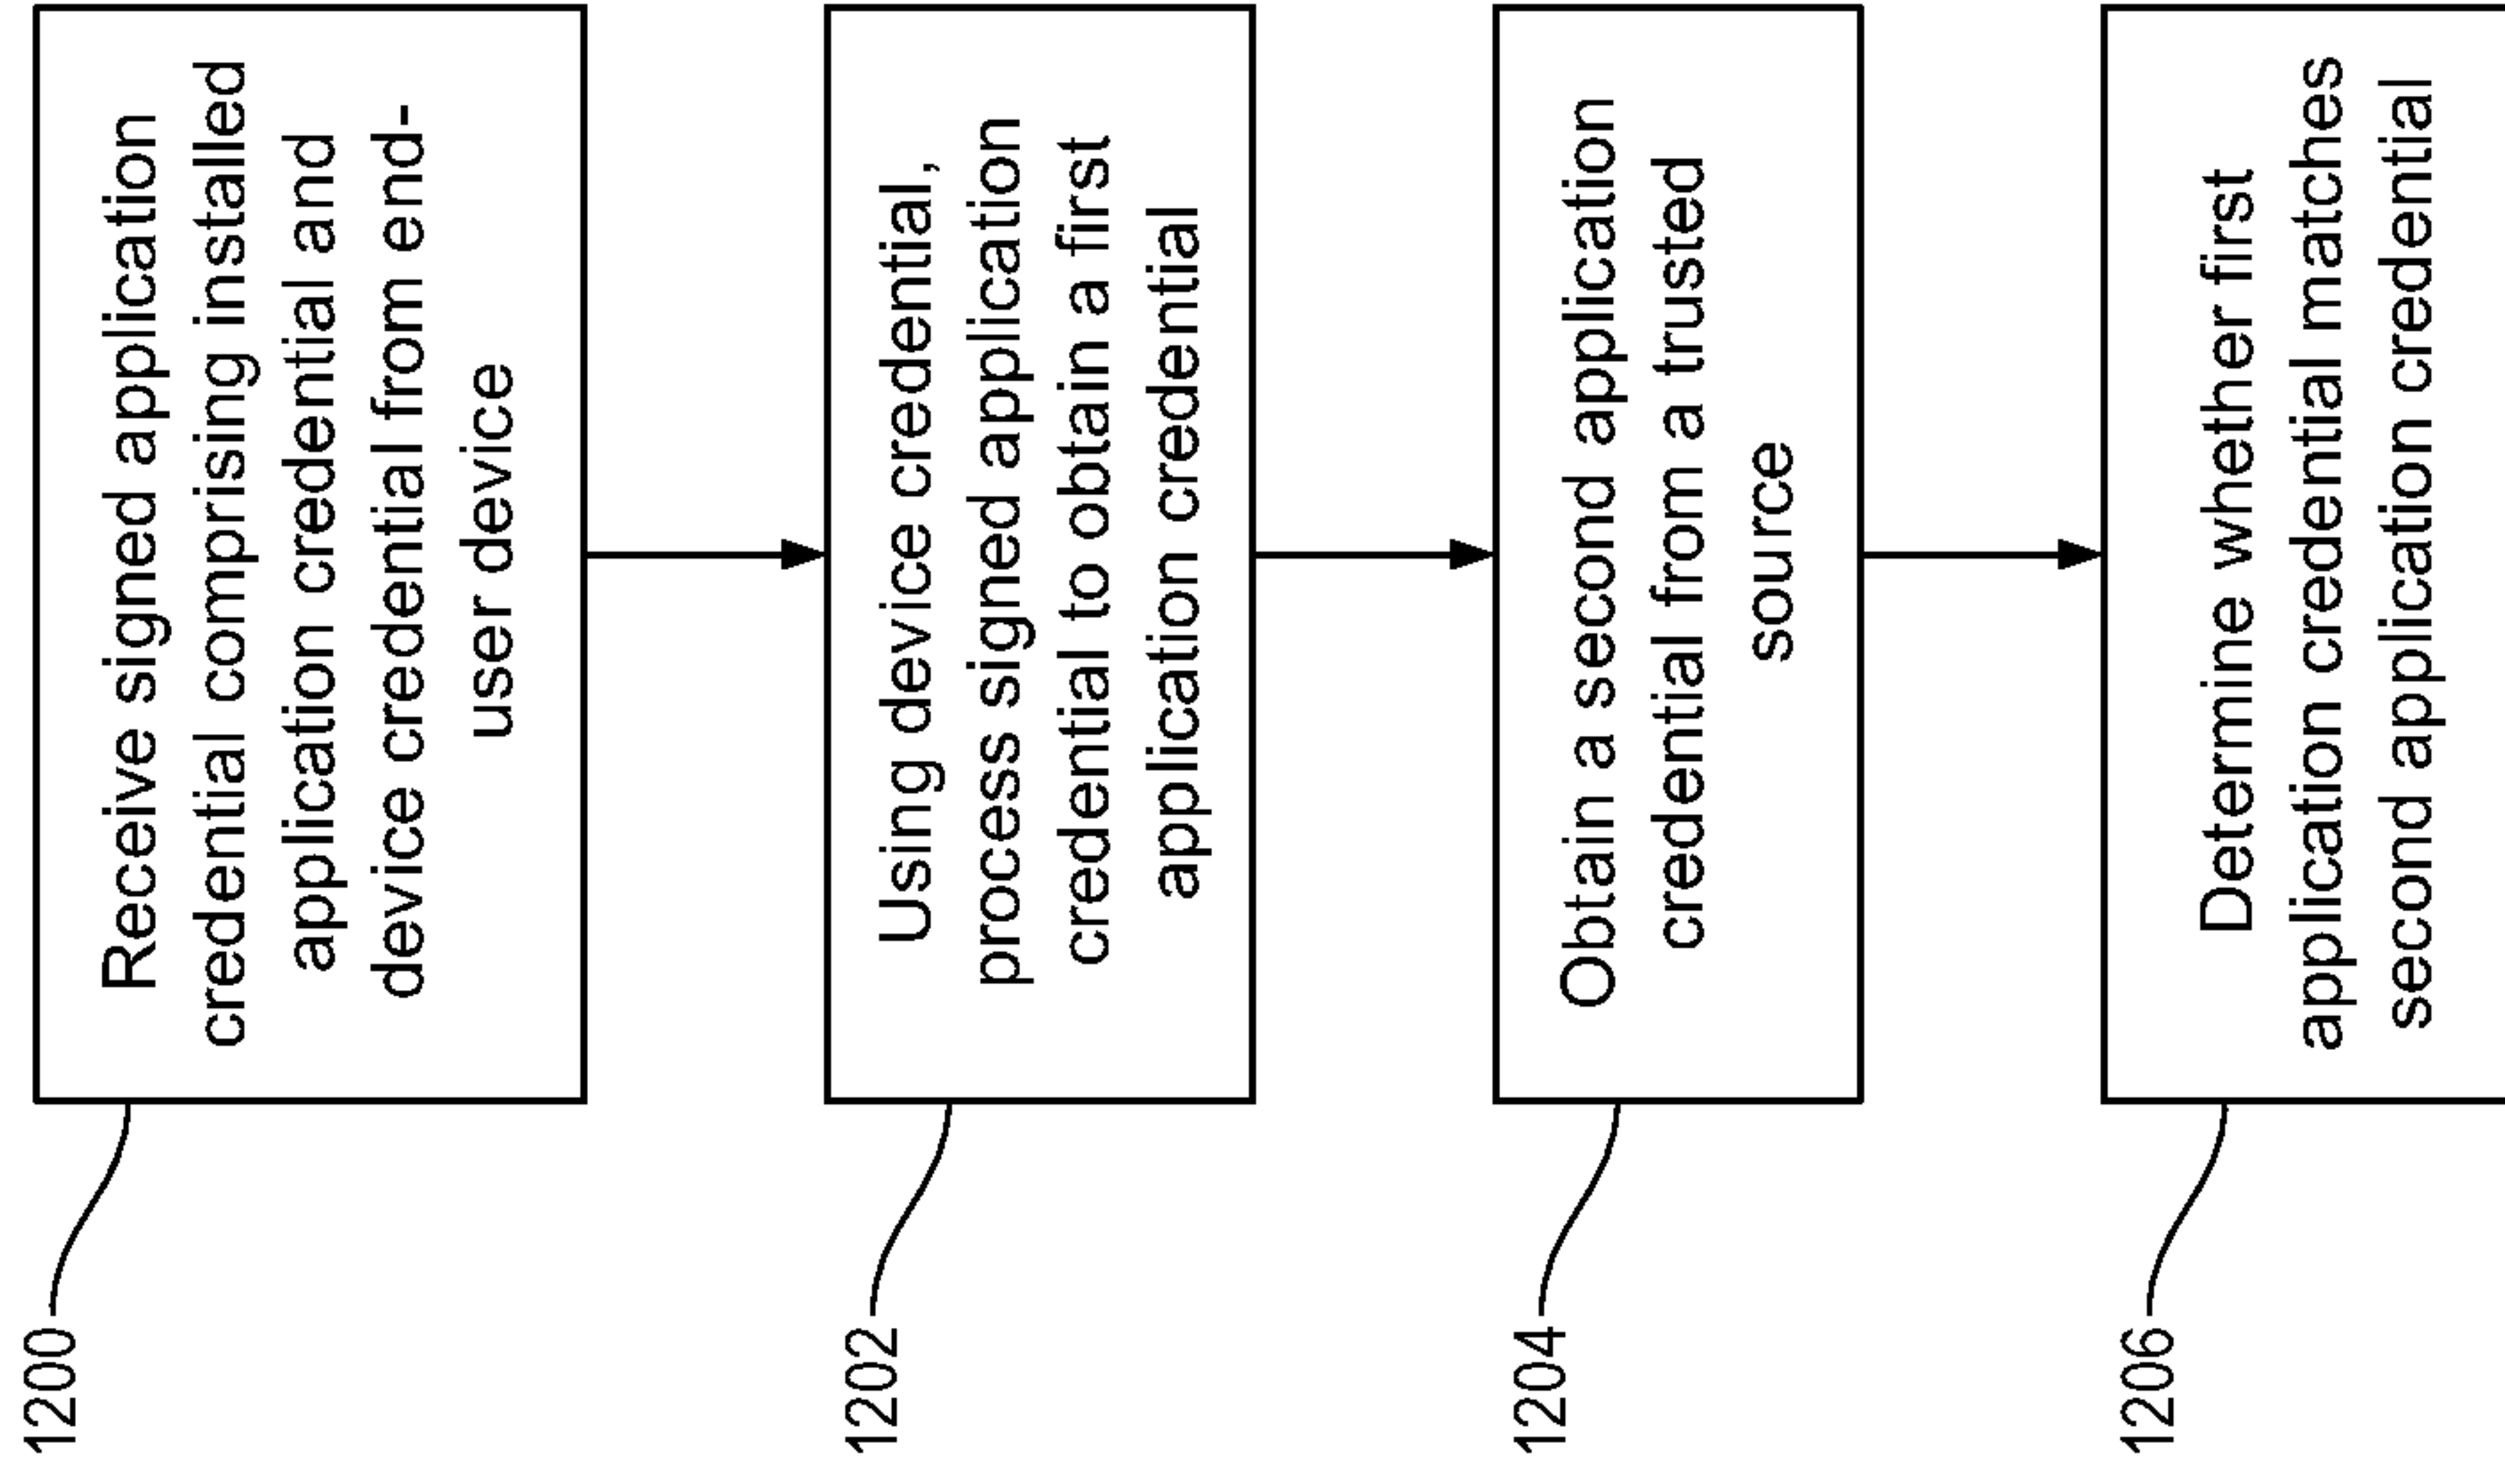 1200
Receive signed application
credential comprising installed
application credential and
device credential from end-
user device
1202
Using device credential,
process signed application
credential to obtain a first
application credential
1204
Obtain a second application
credential from a trusted
source
1206
Determine whether first
application credential matches
second application credential